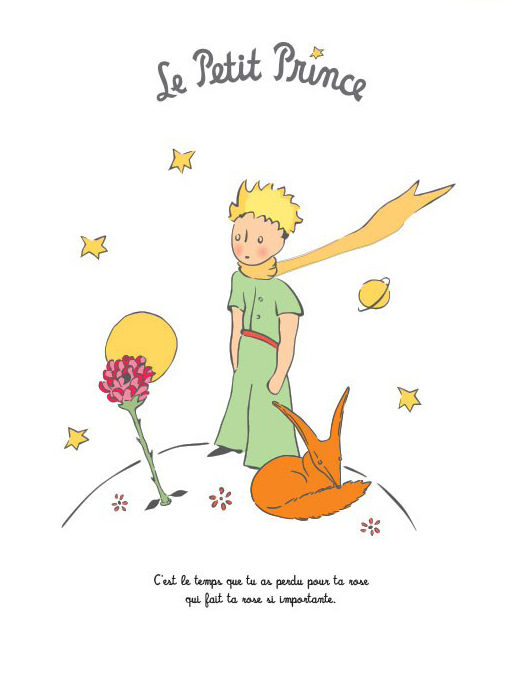 Le Petit Prince
C'est le temps que tu as perdu pour ta rose
qui fait ta rose si importante.